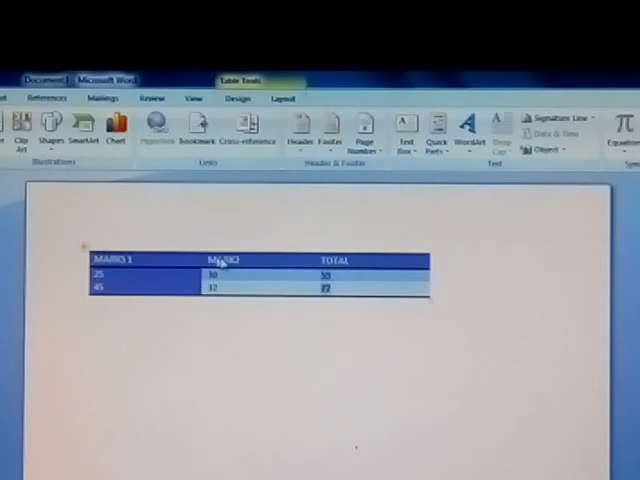 Document1 Microsoft Word Table Tools
References Mailings Review View Design Layout
Clip Art Shapes SmartArt Chart Hyperlink Bookmark Cross-reference Header Footer Page Number Text Box Quick Parts WordArt Drop Cap Signature Line Date & Time Object
Illustrations Links Header & Footer Text
MARKS 1 TOTAL
25 30 55
45 32 77